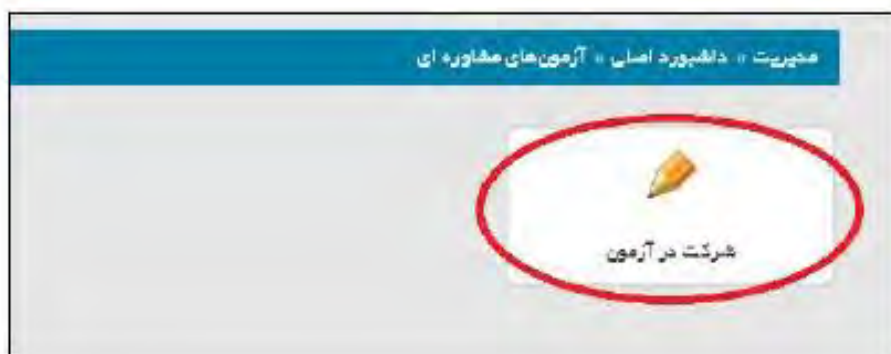 مدیریت » داشبورد اصلی » آزمون‌های مشاوره ای
شرکت در آزمون